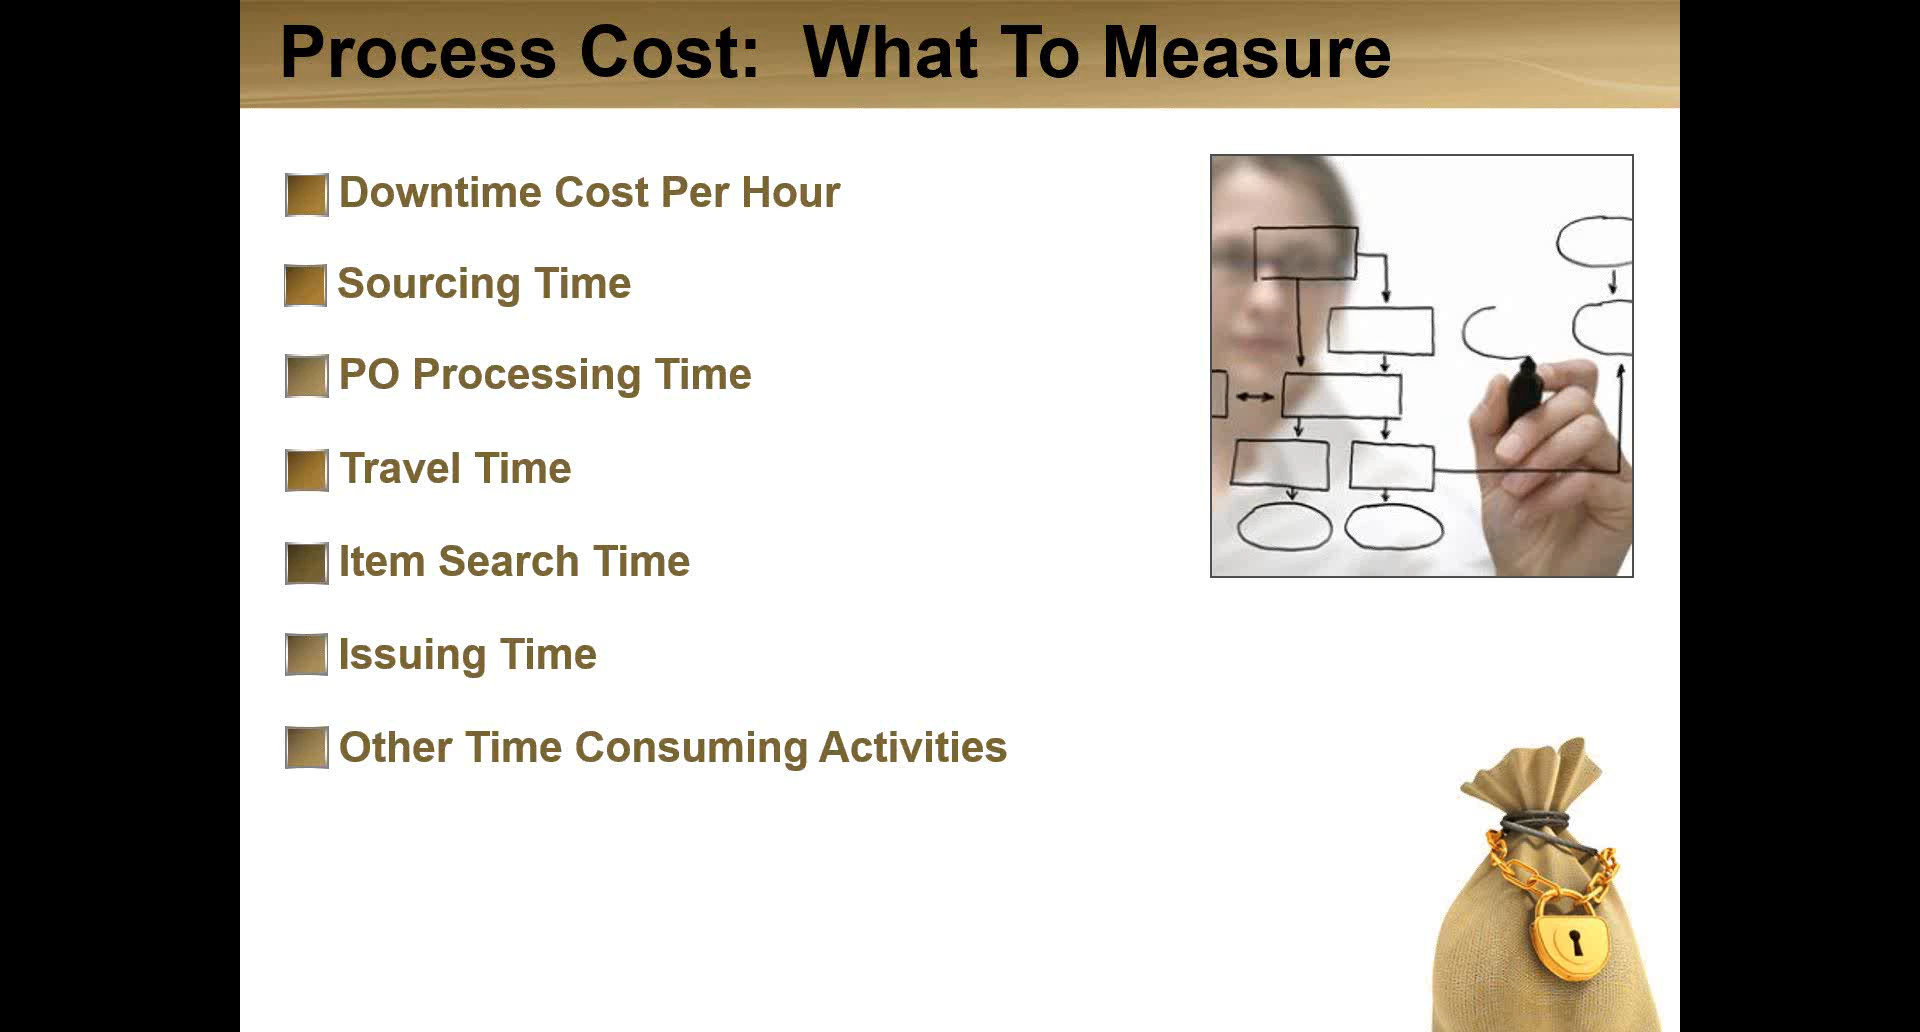 Process Cost:  What To Measure
Downtime Cost Per Hour
Sourcing Time
PO Processing Time
Travel Time
Item Search Time
Issuing Time
Other Time Consuming Activities